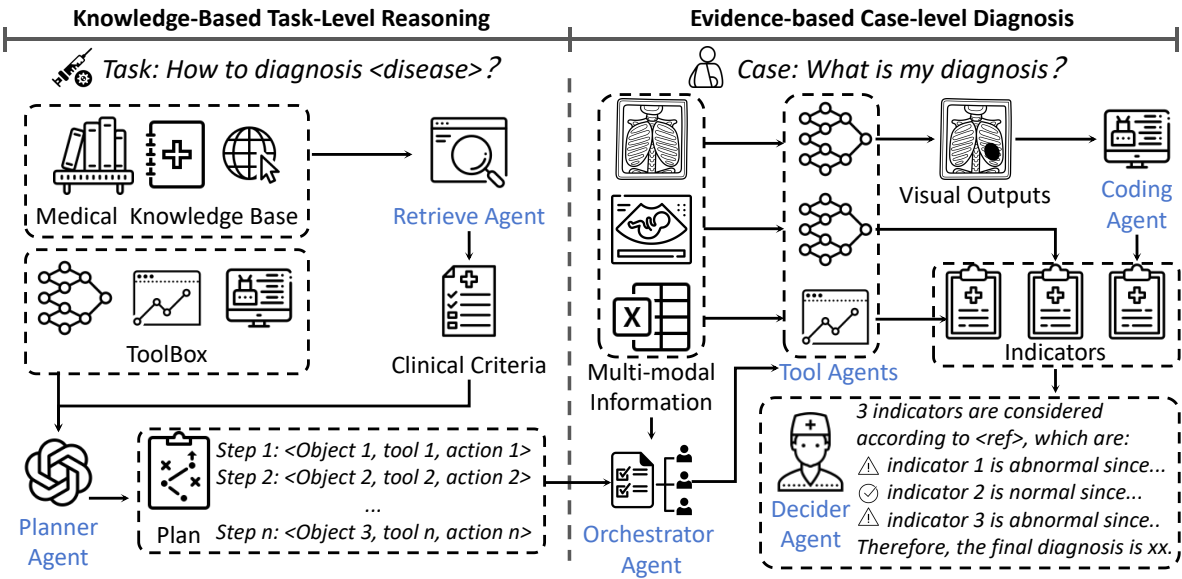 Knowledge-Based Task-Level Reasoning
Evidence-based Case-level Diagnosis
Task: How to diagnosis <disease>?
Case: What is my diagnosis?
Medical Knowledge Base
Retrieve Agent
ToolBox
Clinical Criteria
Planner
Agent
Plan
Step 1: <Object 1, tool 1, action 1>
Step 2: <Object 2, tool 2, action 2>
...
Step n: <Object 3, tool n, action n>
X
Multi-modal
Information
Orchestrator
Agent
Tool Agents
Visual Outputs
Coding
Agent
Indicators
Decider
Agent
3 indicators are considered
according to <ref>, which are:
indicator 1 is abnormal since...
indicator 2 is normal since...
indicator 3 is abnormal since..
Therefore, the final diagnosis is xx.